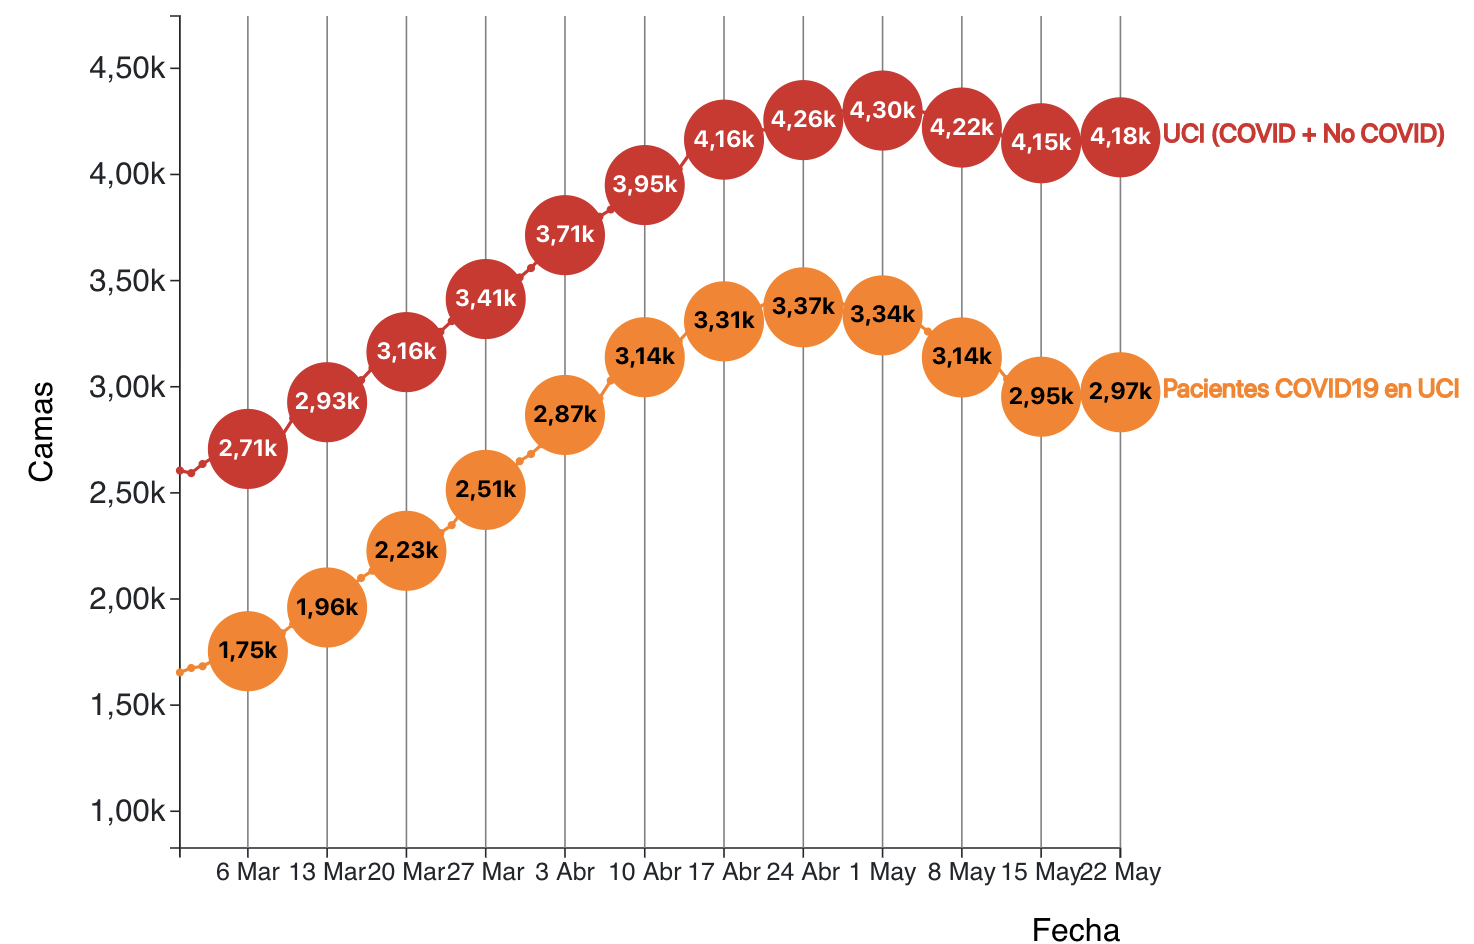 4,50k
4,00k
3,50k
3,00k
2,50k
2,00k
1,50k
1,00k
Camas
2,71k
2,93k
3,16k
3,41k
3,71k
3,95k
4,16k
4,26k
4,30k
4,22k
4,15k
4,18k
UCI (COVID + No COVID)
1,75k
1,96k
2,23k
2,51k
2,87k
3,14k
3,31k
3,37k
3,34k
3,14k
2,95k
2,97k
Pacientes COVID19 en UCI
6 Mar 13 Mar 20 Mar 27 Mar 3 Abr 10 Abr 17 Abr 24 Abr 1 May 8 May 15 May 22 May
Fecha